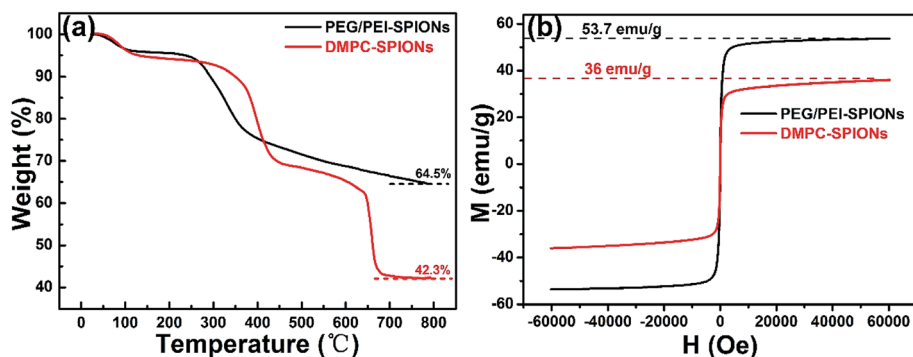 (a)
PEG/PEI-SPIONs
DMPC-SPIONs
100
90
80
70
60
50
40
64.5%
42.3%
0
100
200
300
400
500
600
700
800
Weight (%)
Temperature (℃)
(b)
53.7 emu/g
36 emu/g
PEG/PEI-SPIONs
DMPC-SPIONs
60
40
20
0
-20
-40
-60
-60000
-40000
-20000
0
20000
40000
60000
M (emu/g)
H (Oe)